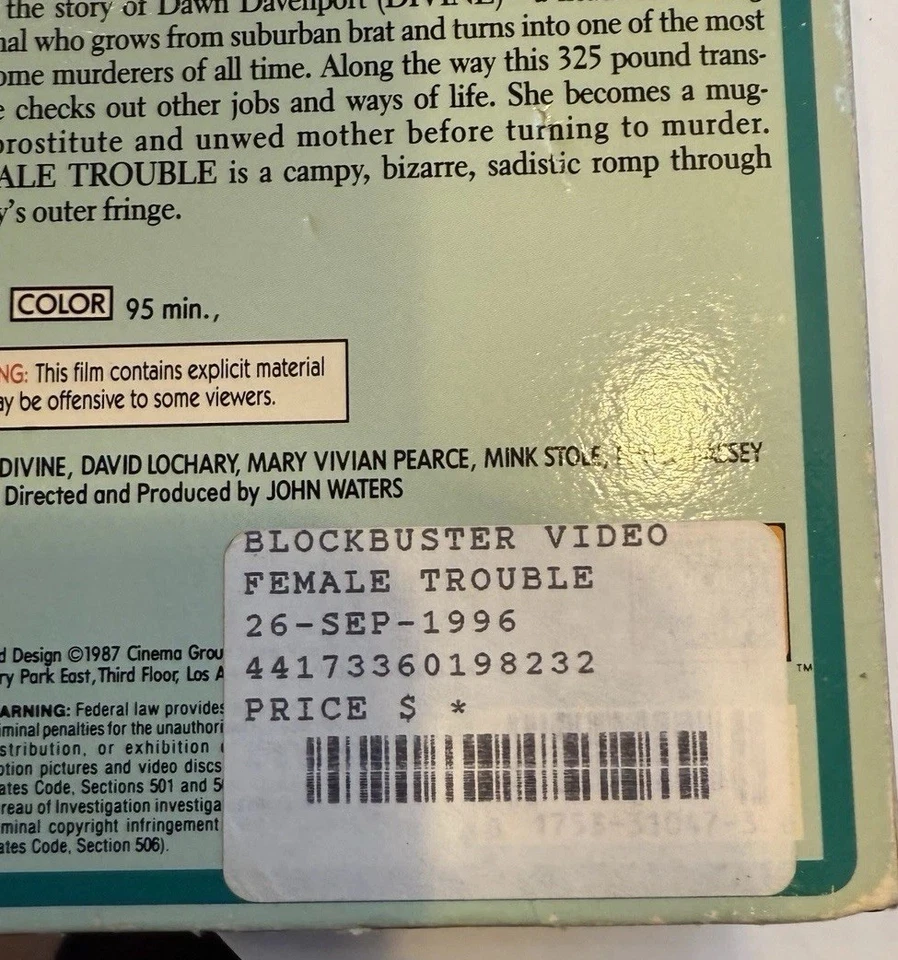 the story of Dawn Davenport (DIVINE)
nal who grows from suburban brat and turns into one of the most
ome murderers of all time. Along the way this 325 pound trans-
e checks out other jobs and ways of life. She becomes a mug-
prostitute and unwed mother before turning to murder.
ALE TROUBLE is a campy, bizarre, sadistic romp through
y's outer fringe.
COLOR 95 min.,
NG: This film contains explicit material
ay be offensive to some viewers.
DIVINE, DAVID LOCHARY, MARY VIVIAN PEARCE, MINK STOLE,
Directed and Produced by JOHN WATERS
BLOCKBUSTER VIDEO
FEMALE TROUBLE
26-SEP-1996
44173360198232
PRICE $ *
TM
d Design ©1987 Cinema Grou
ry Park East, Third Floor, Los A
ARNING: Federal law provides
iminal penalties for the unauthori
stribution, or exhibition
otion pictures and video discs
ates Code, Sections 501 and 5
reau of Investigation investiga
minal copyright infringement
ates Code, Section 506).